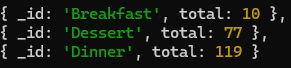 { _id: 'Breakfast', total: 10 },
{ _id: 'Dessert', total: 77 },
{ _id: 'Dinner', total: 119 }